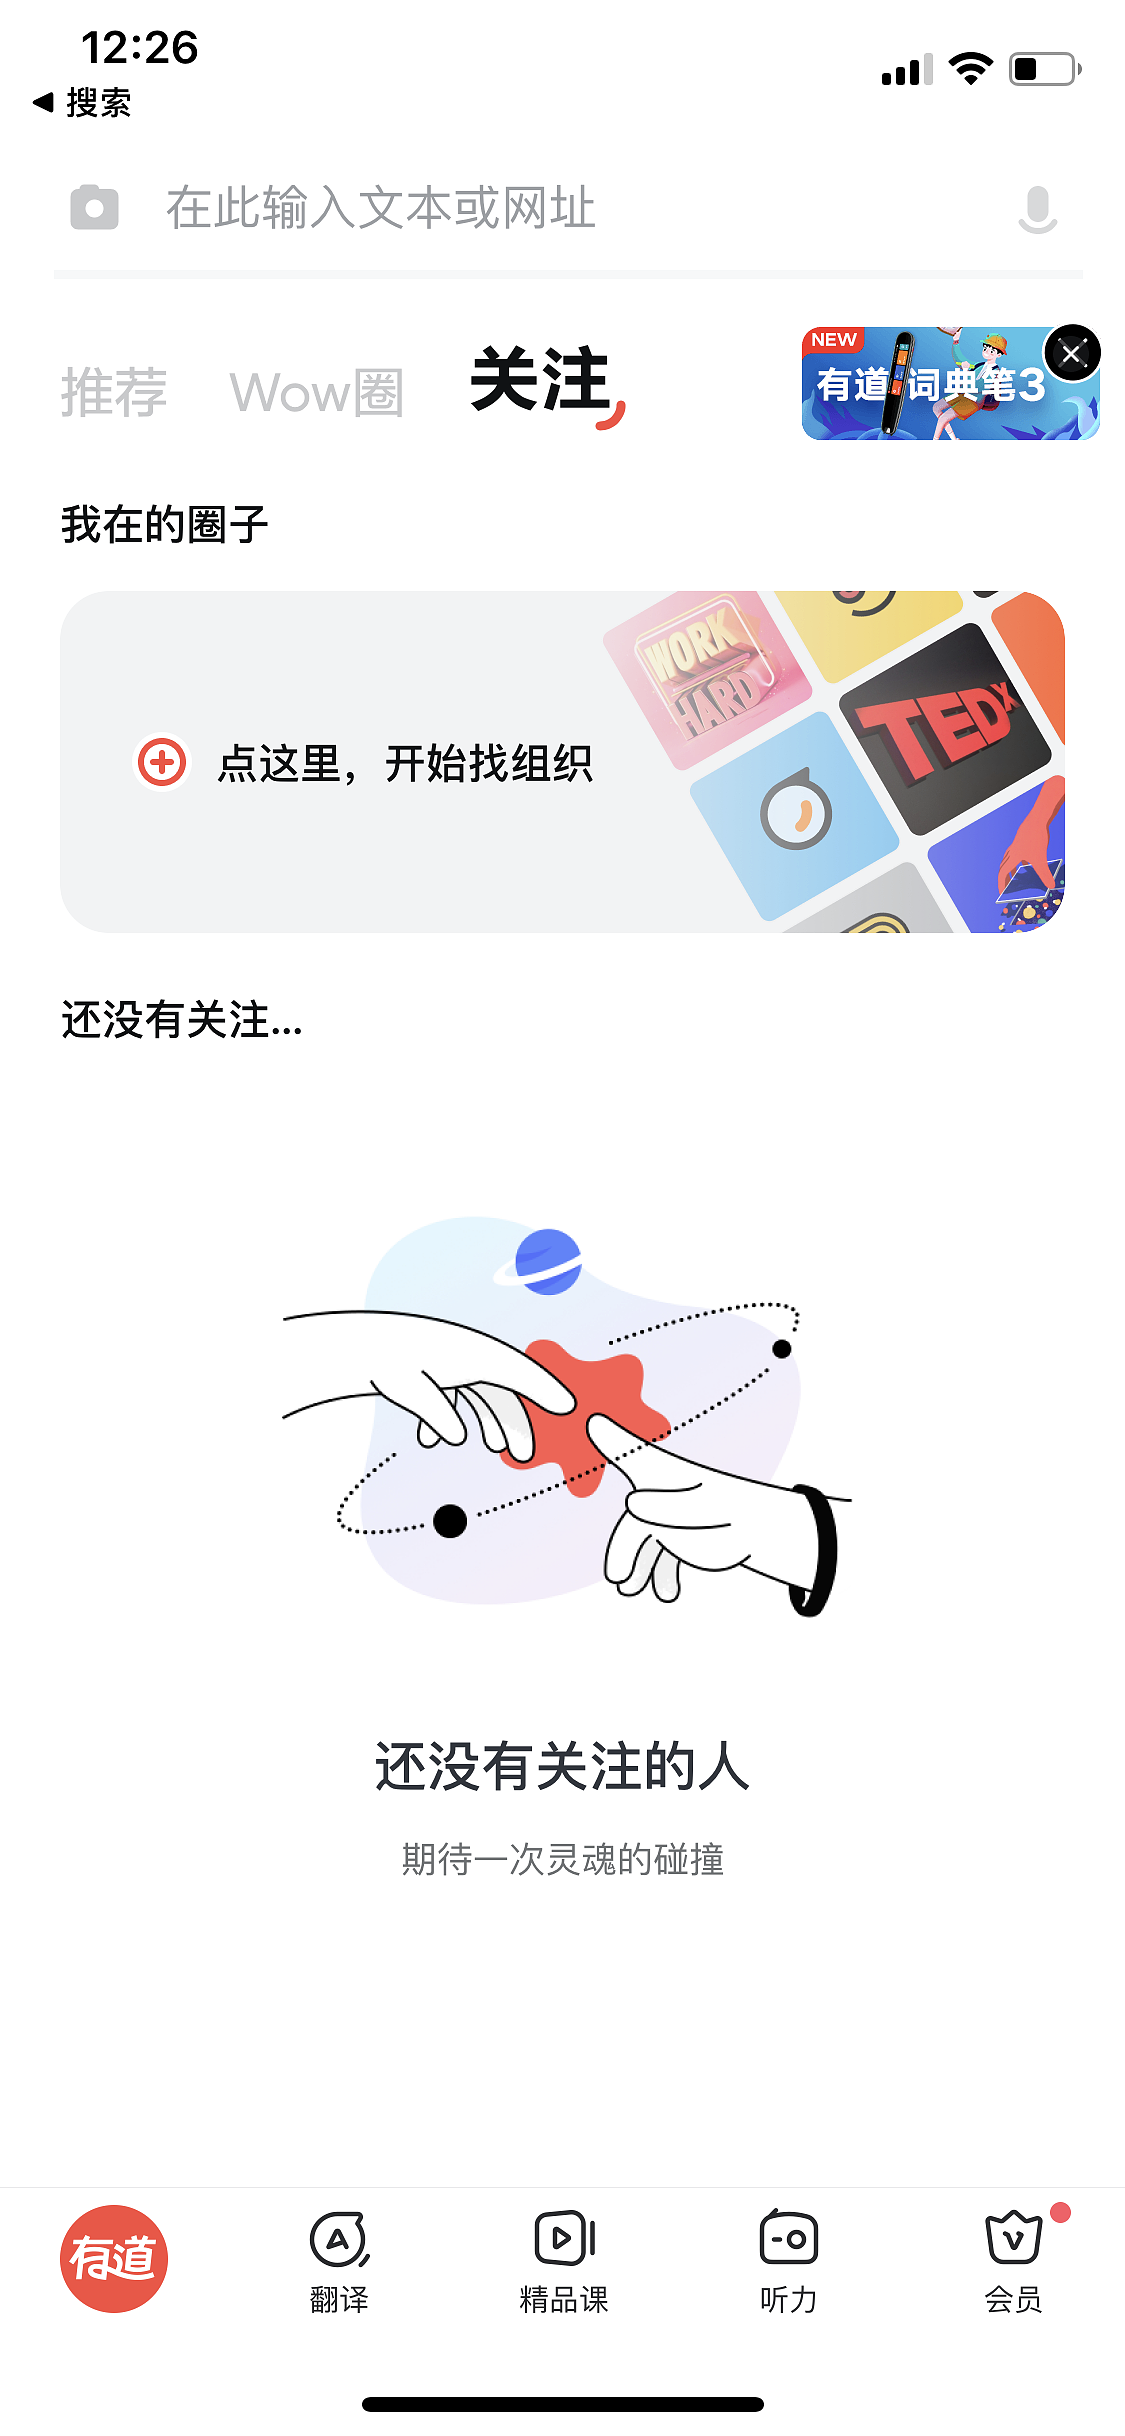 12:26
搜索
在此输入文本或网址
推荐 Wow圈 关注
NEW
有道词典笔3
我在的圈子
WORK
HARD
TEDx
点这里，开始找组织
还没有关注...
还没有关注的人
期待一次灵魂的碰撞
有道 翻译 精品课 听力 会员